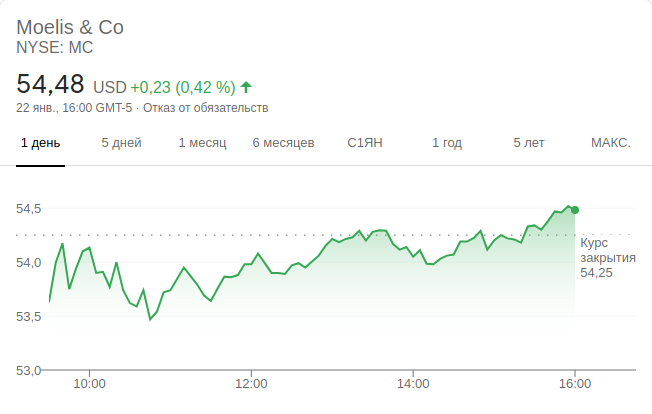 Moelis & Co
NYSE: MC
54,48 USD +0,23 (0,42 %)
22 янв., 16:00 GMT-5 · Отказ от обязательств
1 день 5 дней 1 месяц 6 месяцев С1ЯН 1 год 5 лет МАКС.
54,5
54,0
53,5
53,0
Курс
закрытия
54,25
10:00 12:00 14:00 16:00